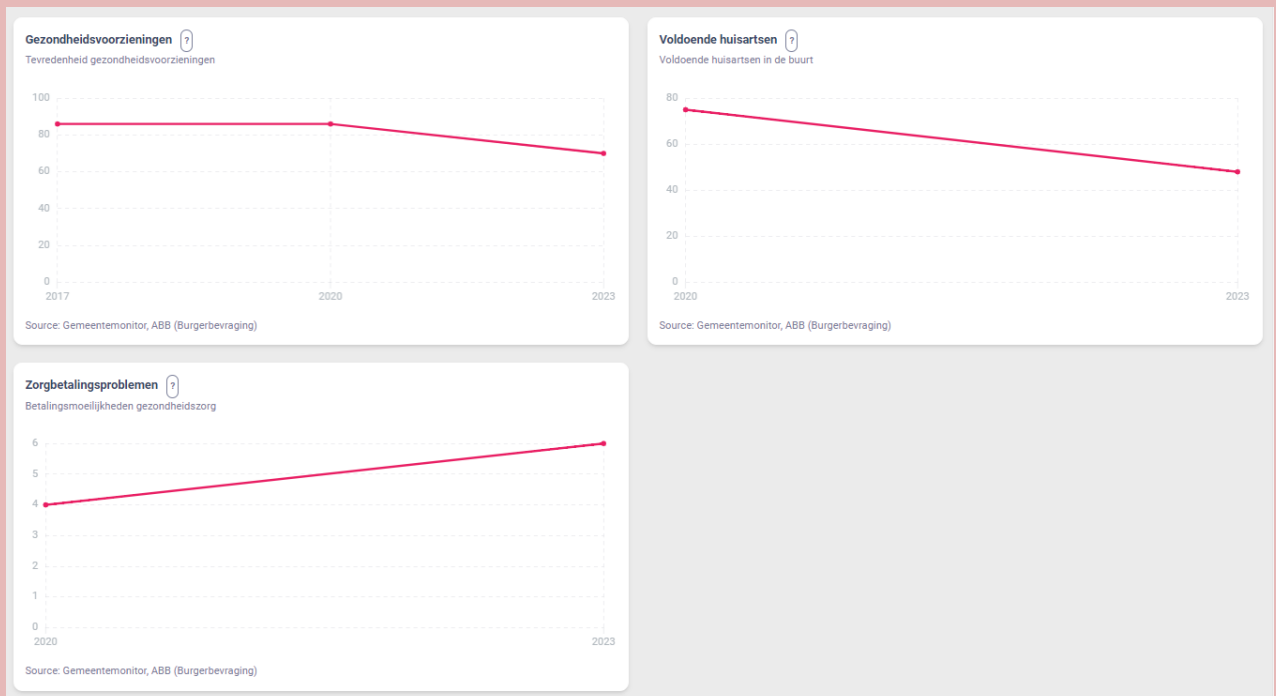 Gezondheidsvoorzieningen ?
Tevredenheid gezondheidsvoorzieningen
100
80
60
40
20
0
2017 2020 2023
Source: Gemeentemonitor, ABB (Burgerbevraging)
Voldoende huisartsen ?
Voldoende huisartsen in de buurt
80
60
40
20
0
2020 2023
Source: Gemeentemonitor, ABB (Burgerbevraging)
Zorgbetalingsproblemen ?
Betalingsmoeilijkheden gezondheidszorg
6
5
4
3
2
1
0
2020 2023
Source: Gemeentemonitor, ABB (Burgerbevraging)